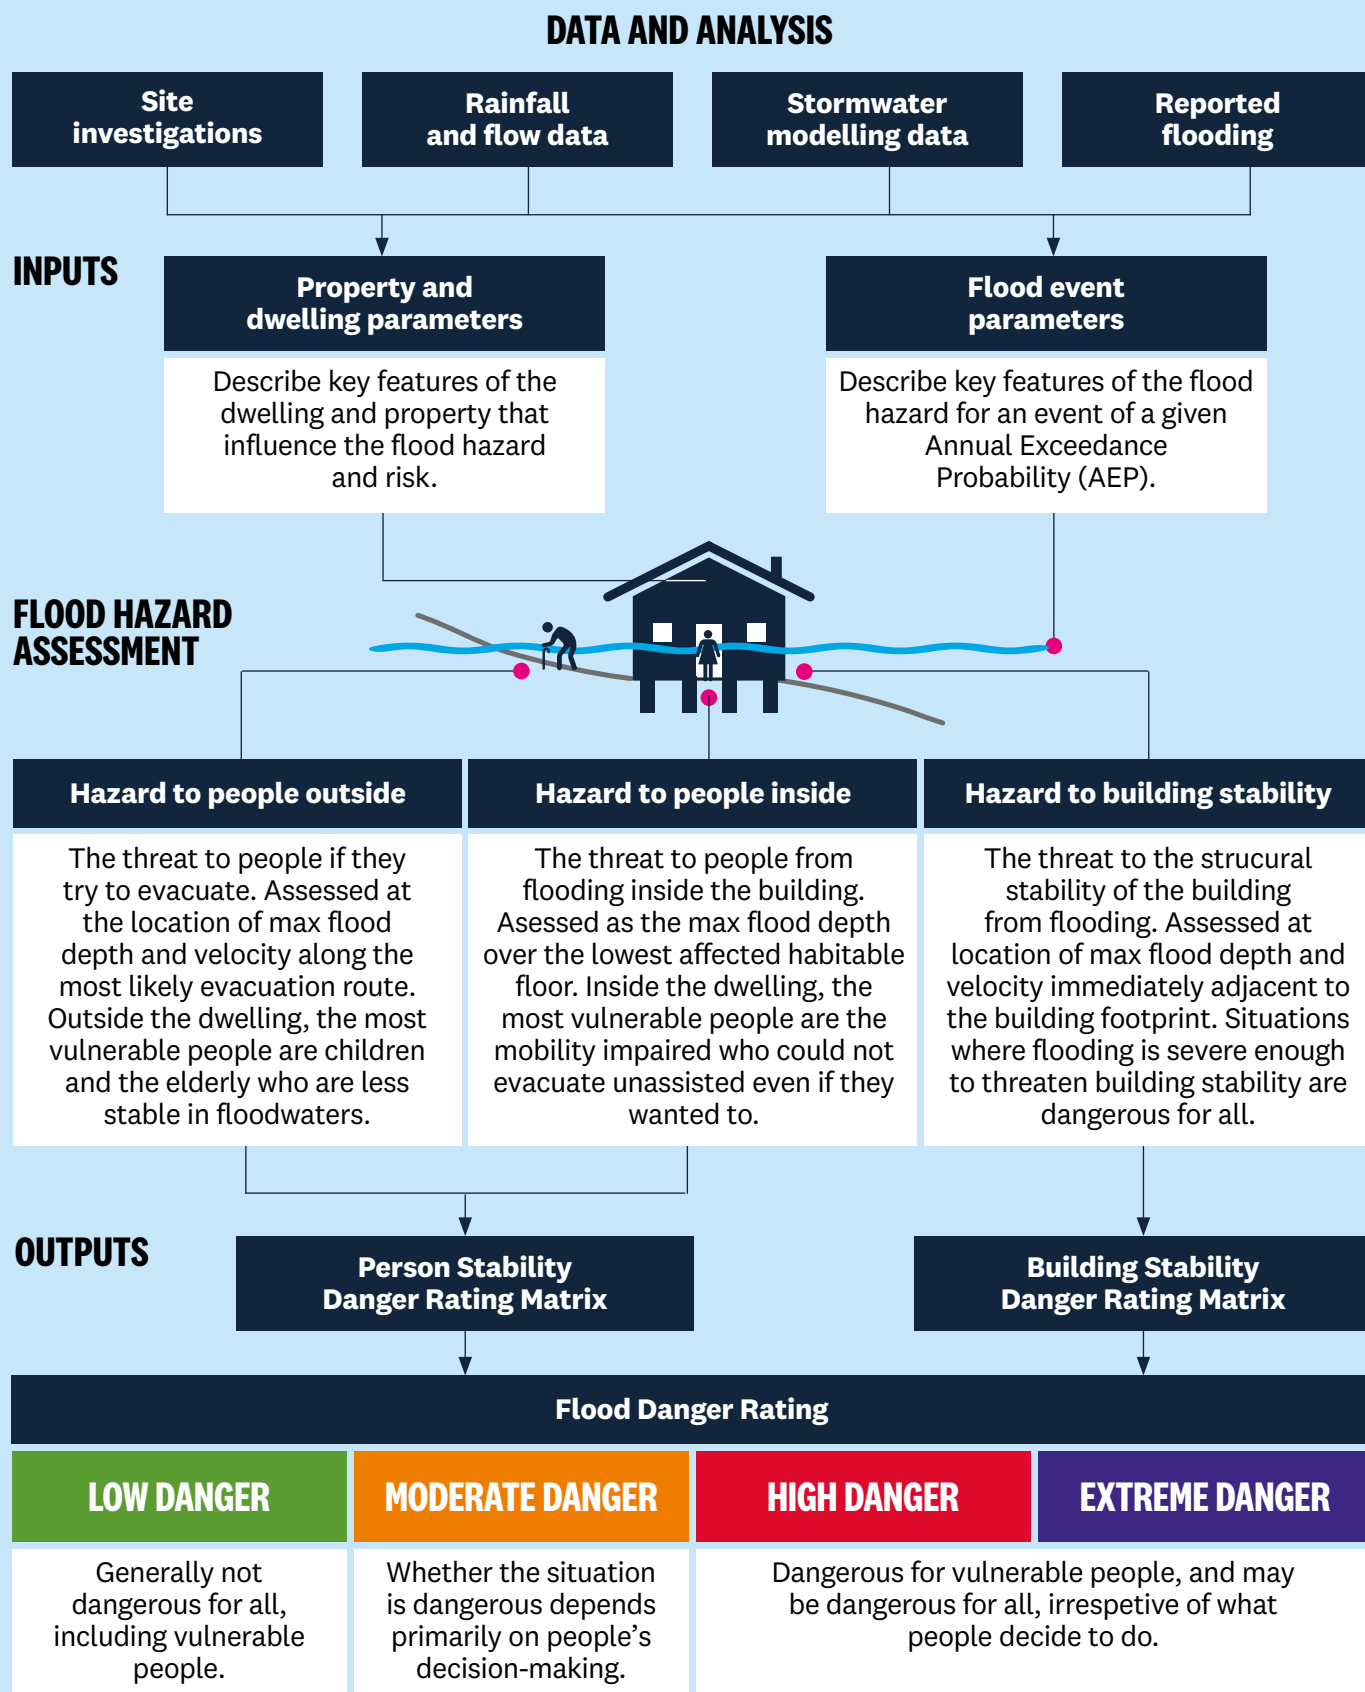 DATA AND ANALYSIS
Site
investigations
Rainfall
and flow data
Stormwater
modelling data
Reported
flooding
INPUTS
Property and
dwelling parameters
Describe key features of the
dwelling and property that
influence the flood hazard
and risk.
Flood event
parameters
Describe key features of the flood
hazard for an event of a given
Annual Exceedance
Probability (AEP).
FLOOD HAZARD
ASSESSMENT
Hazard to people outside
The threat to people if they
try to evacuate. Assessed at
the location of max flood
depth and velocity along the
most likely evacuation route.
Outside the dwelling, the most
vulnerable people are children
and the elderly who are less
stable in floodwaters.
Hazard to people inside
The threat to people from
flooding inside the building.
Asessed as the max flood depth
over the lowest affected habitable
floor. Inside the dwelling, the
most vulnerable people are the
mobility impaired who could not
evacuate unassisted even if they
wanted to.
Hazard to building stability
The threat to the strucural
stability of the building
from flooding. Assessed at
location of max flood depth and
velocity immediately adjacent to
the building footprint. Situations
where flooding is severe enough
to threaten building stability are
dangerous for all.
OUTPUTS
Person Stability
Danger Rating Matrix
Building Stability
Danger Rating Matrix
Flood Danger Rating
LOW DANGER
Generally not
dangerous for all,
including vulnerable
people.
MODERATE DANGER
Whether the situation
is dangerous depends
primarily on people's
decision-making.
HIGH DANGER
EXTREME DANGER
Dangerous for vulnerable people, and may
be dangerous for all, irrespetive of what
people decide to do.